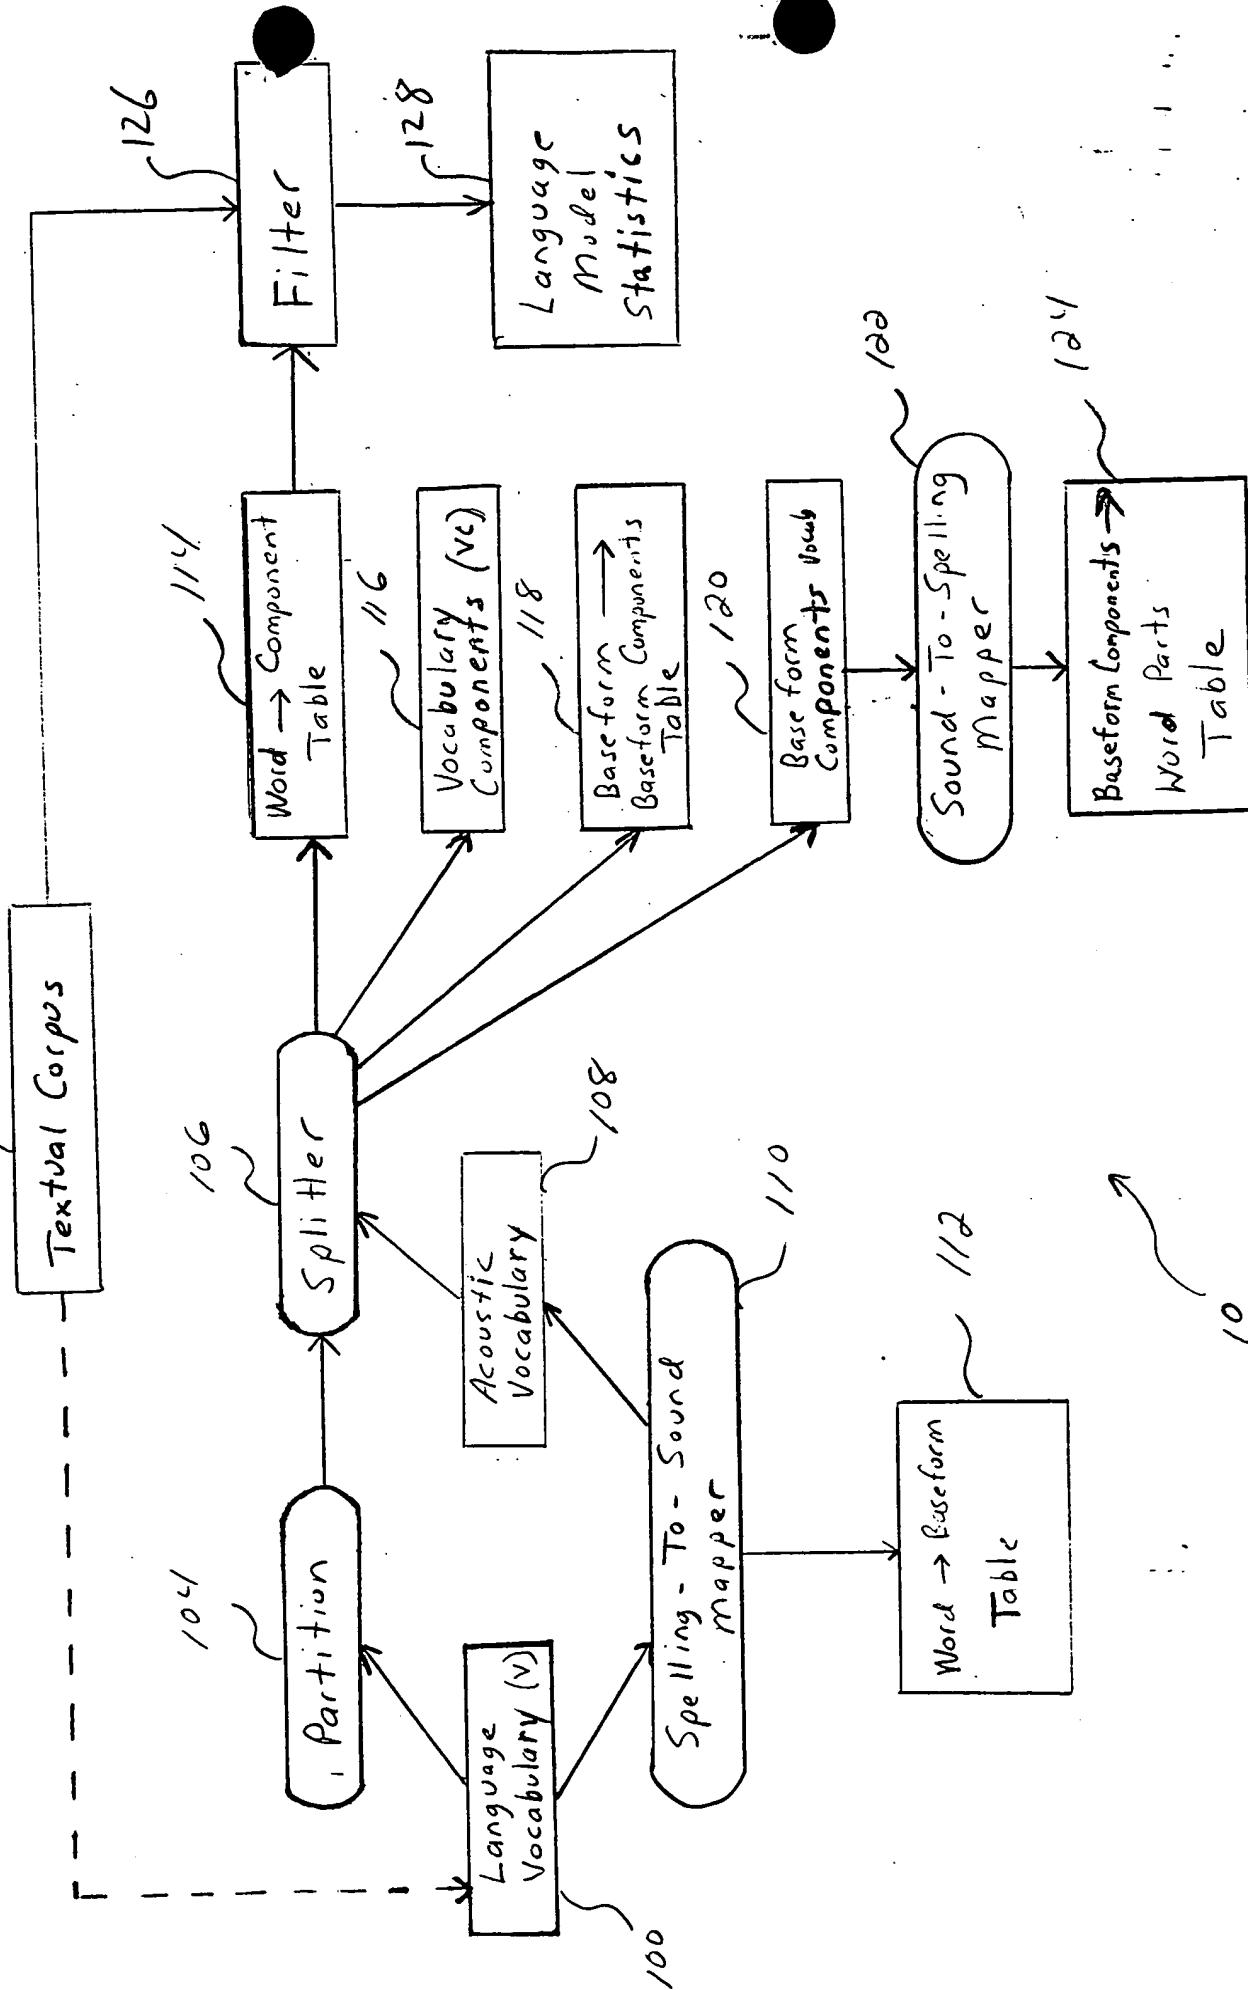 Textual Corpus
126
Filter
128
Language
Model
Statistics
114
Word → Component
Table
116
Vocabulary
Components (VC)
118
Baseform →
Baseform Components
Table
120
Baseform
Components Vocab
122
Sound-To-Spelling
Mapper
124
Baseform Components →
Word Parts
Table
106
Splitter
104
Partition
108
Acoustic
Vocabulary
Language
Vocabulary (V)
100
110
Spelling-To-Sound
Mapper
112
Word → Baseform
Table
10